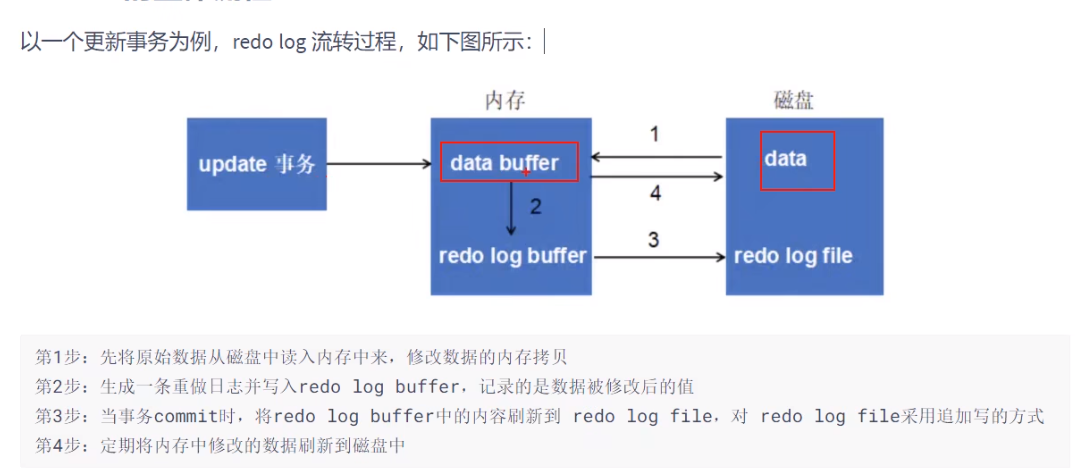 以一个更新事务为例，redo log 流转过程，如下图所示：
内存
磁盘
update 事务
data buffer
1
data
4
2
redo log buffer
3
redo log file
第1步：先将原始数据从磁盘中读入内存中来，修改数据的内存拷贝
第2步：生成一条重做日志并写入redo log buffer，记录的是数据被修改后的值
第3步：当事务commit时，将redo log buffer中的内容刷新到 redo log file，对 redo log file采用追加写的方式
第4步：定期将内存中修改的数据刷新到磁盘中